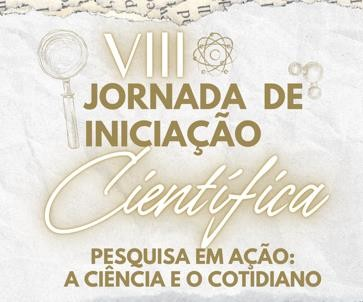 VIII
JORNADA DE
INICIAÇÃO
Científica
PESQUISA EM AÇÃO:
A CIÊNCIA E O COTIDIANO